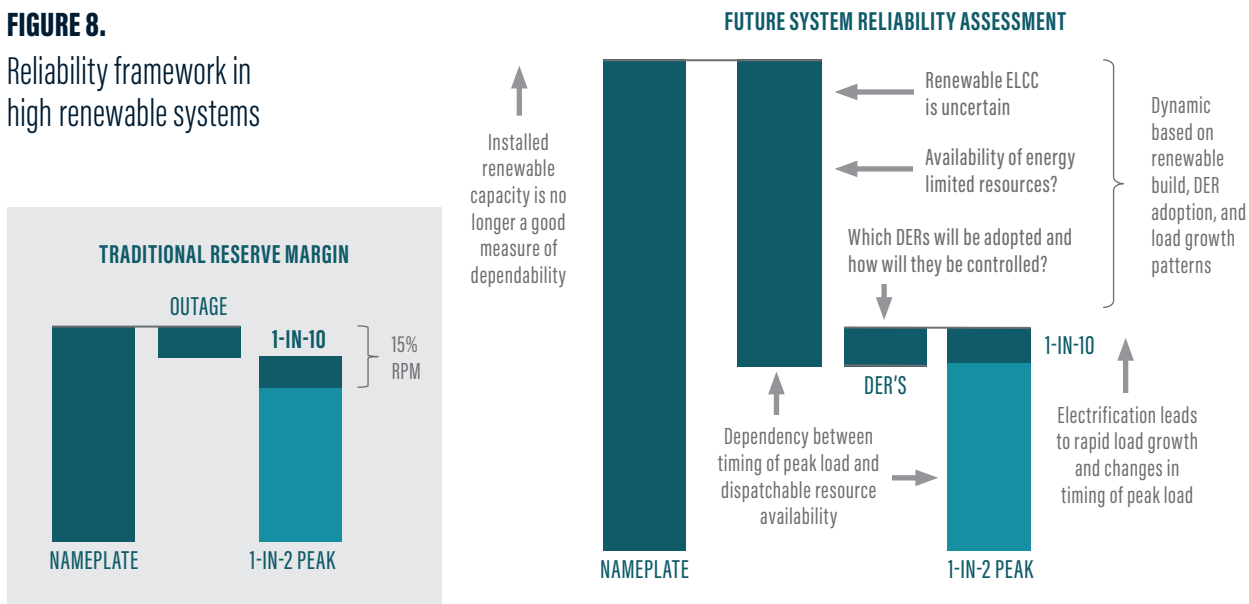 FIGURE 8.
Reliability framework in
high renewable systems
TRADITIONAL RESERVE MARGIN
OUTAGE
1-IN-10
15%
RPM
NAMEPLATE
1-IN-2 PEAK
FUTURE SYSTEM RELIABILITY ASSESSMENT
Installed
renewable
capacity is no
longer a good
measure of
dependability
Renewable ELCC
is uncertain
Availability of energy
limited resources?
Which DERs will be adopted and
how will they be controlled?
Dynamic
based on
renewable
build, DER
adoption, and
load growth
patterns
1-IN-10
DER'S
Dependency between
timing of peak load and
dispatchable resource
availability
Electrification leads
to rapid load growth
and changes in
timing of peak load
NAMEPLATE
1-IN-2 PEAK